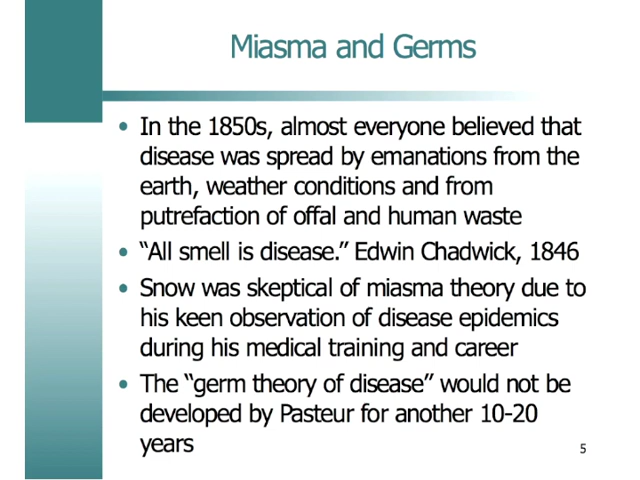 Miasma and Germs
• In the 1850s, almost everyone believed that
disease was spread by emanations from the
earth, weather conditions and from
putrefaction of offal and human waste
• “All smell is disease.” Edwin Chadwick, 1846
• Snow was skeptical of miasma theory due to
his keen observation of disease epidemics
during his medical training and career
• The “germ theory of disease” would not be
developed by Pasteur for another 10-20
years
5